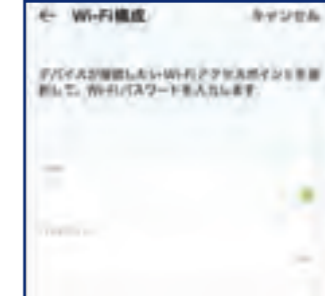 ← Wi-Fi構成 キャンセル
デバイスが接続したいWi-Fiアクセスポイントを選
択して、Wi-Fiパスワードを入力します